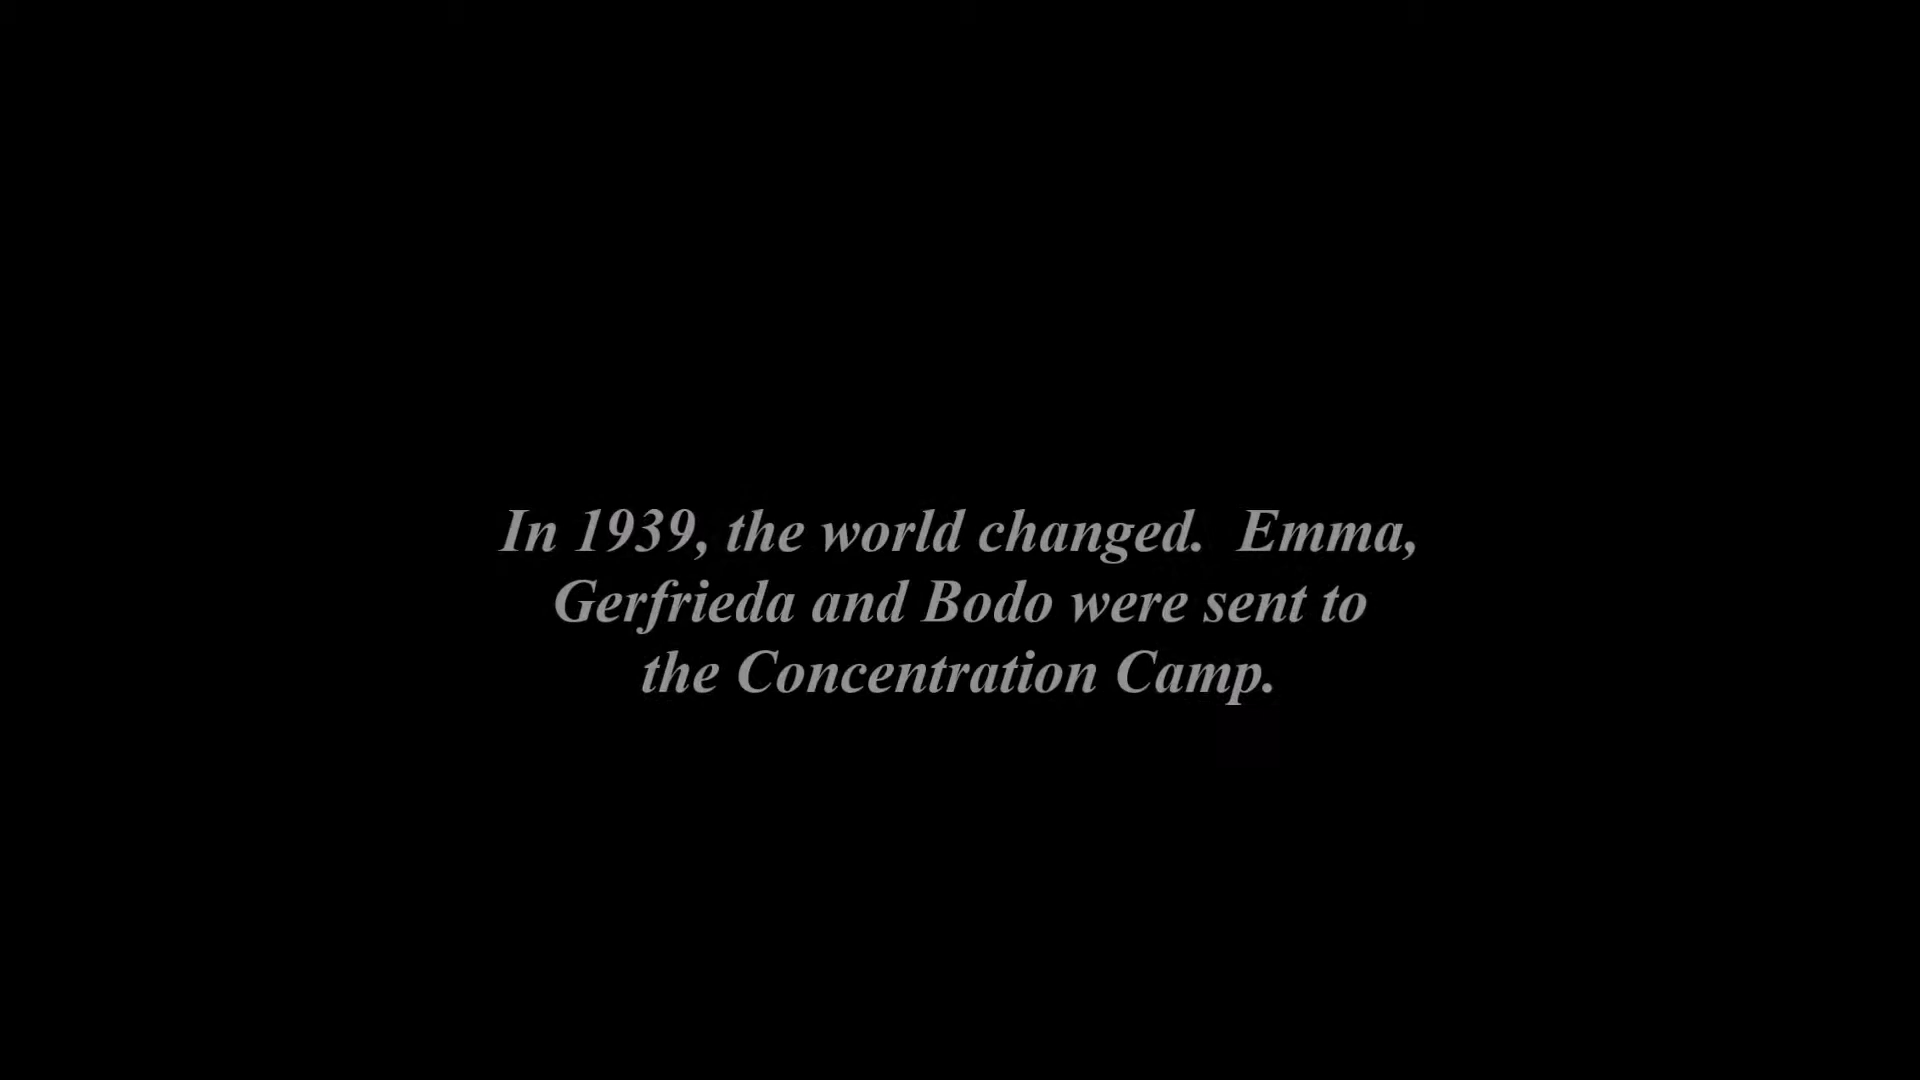 In 1939, the world changed.  Emma,
Gerfrieda and Bodo were sent to
the Concentration Camp.